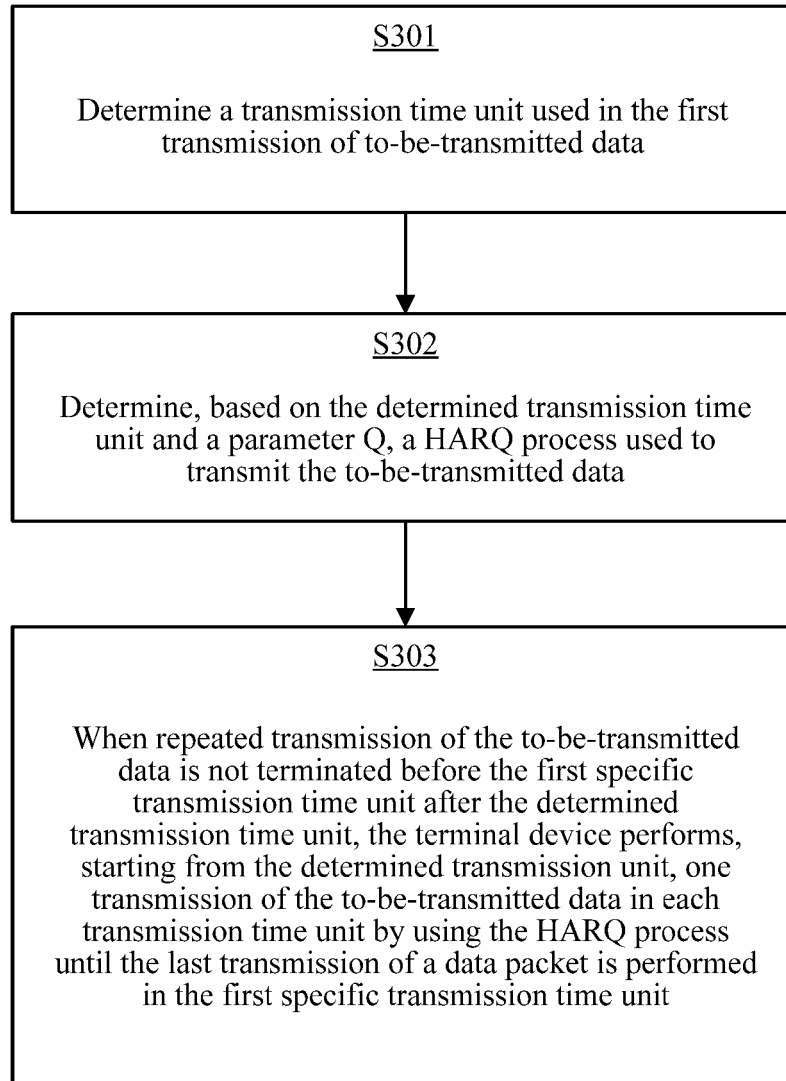 S301
Determine a transmission time unit used in the first
transmission of to-be-transmitted data
S302
Determine, based on the determined transmission time
unit and a parameter Q, a HARQ process used to
transmit the to-be-transmitted data
S303
When repeated transmission of the to-be-transmitted
data is not terminated before the first specific
transmission time unit after the determined
transmission time unit, the terminal device performs,
starting from the determined transmission unit, one
transmission of the to-be-transmitted data in each
transmission time unit by using the HARQ process
until the last transmission of a data packet is performed
in the first specific transmission time unit